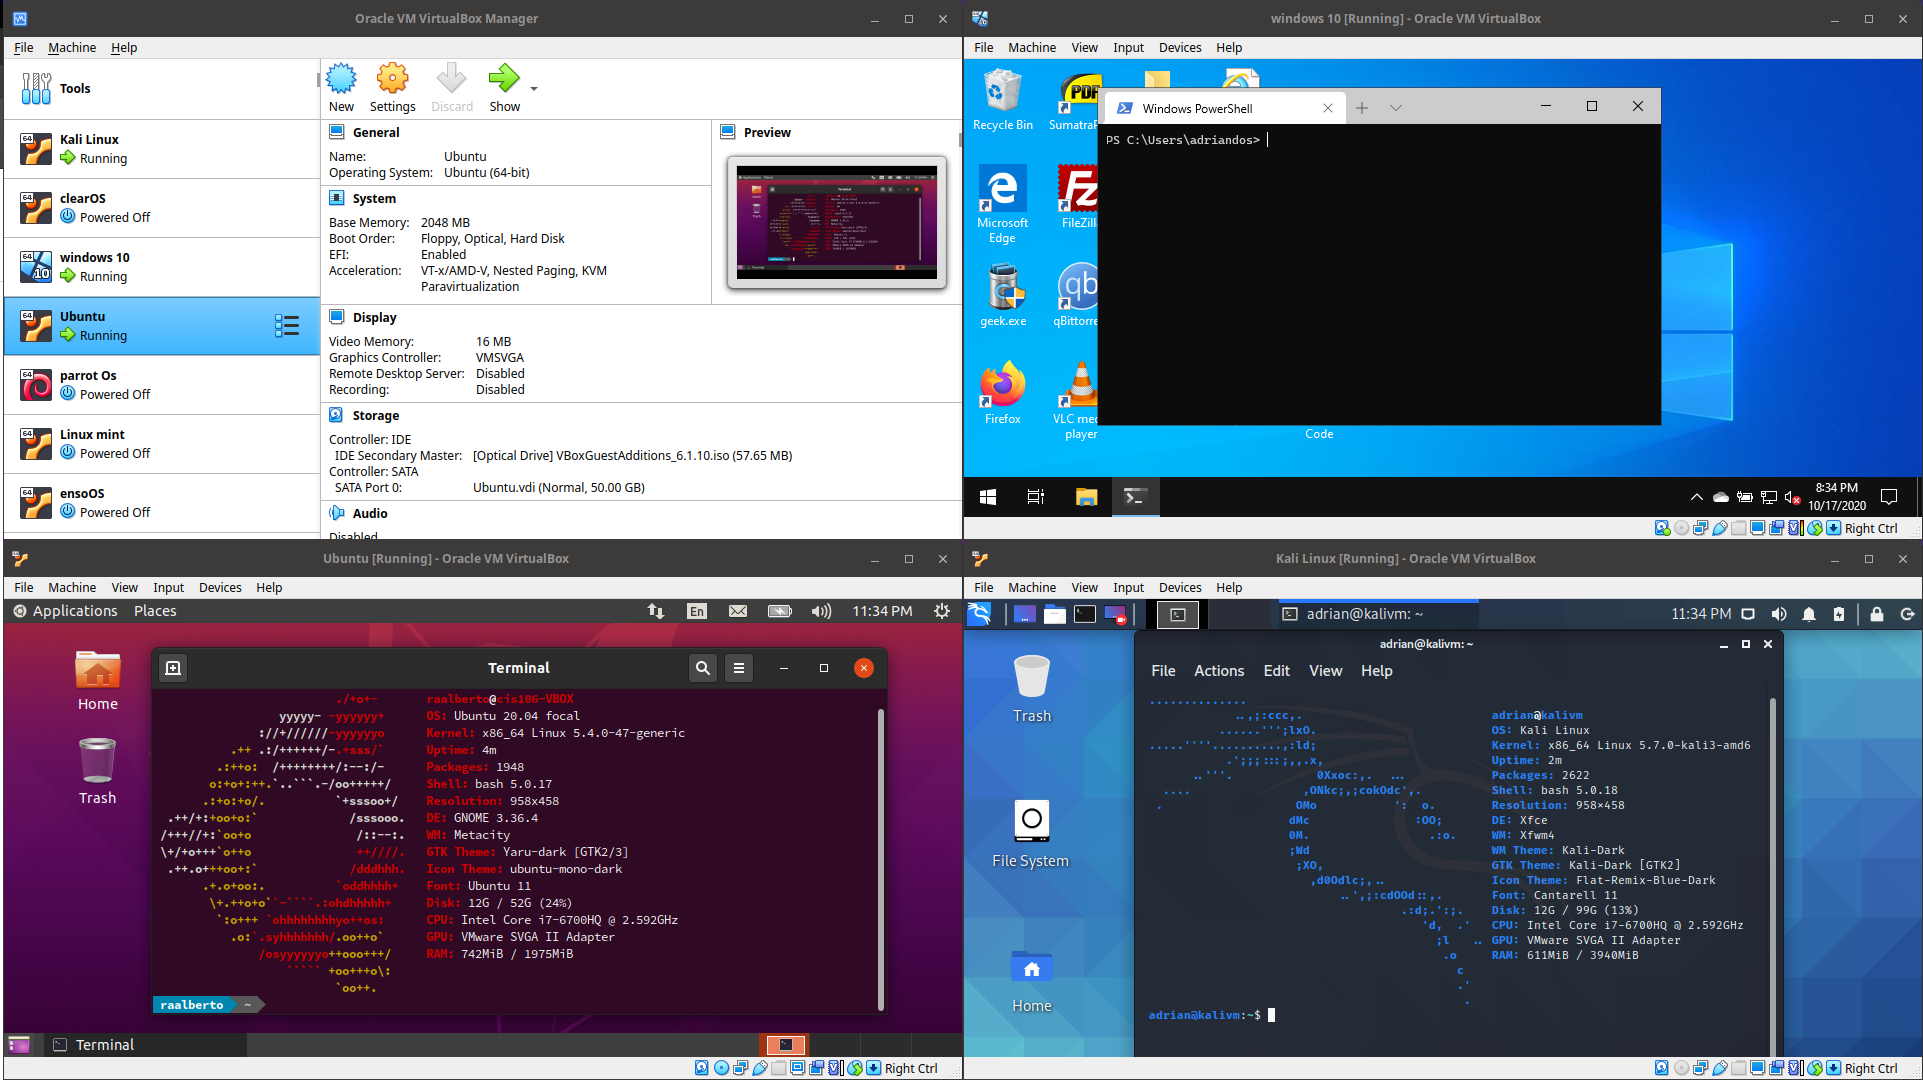 Oracle VM VirtualBox Manager
File Machine Help
Tools
Kali Linux
Running
clearOS
Powered Off
windows 10
Running
Ubuntu
Running
parrot Os
Powered Off
Linux mint
Powered Off
ensoOS
Powered Off
New Settings Discard Show
General
Name: Ubuntu
Operating System: Ubuntu (64-bit)
System
Base Memory: 2048 MB
Boot Order: Floppy, Optical, Hard Disk
EFI: Enabled
Acceleration: VT-x/AMD-V, Nested Paging, KVM
Paravirtualization
Preview
Display
Video Memory: 16 MB
Graphics Controller: VMSVGA
Remote Desktop Server: Disabled
Recording: Disabled
Storage
Controller: IDE
IDE Secondary Master: [Optical Drive] VBoxGuestAdditions_6.1.10.iso (57.65 MB)
Controller: SATA
SATA Port 0: Ubuntu.vdi (Normal, 50.00 GB)
Audio
Disabled
windows 10 [Running] - Oracle VM VirtualBox
File Machine View Input Devices Help
Recycle Bin
Microsoft
Edge
FileZill
geek.exe
qBittorre
Firefox
VLC med
player
Code
Windows PowerShell
PS C:\Users\adriandos>
8:34 PM
10/17/2020
Right Ctrl
Ubuntu [Running] - Oracle VM VirtualBox
File Machine View Input Devices Help
Applications Places
En
11:34 PM
Home
Trash
Terminal
raalberto@cis106-VBOX
OS: Ubuntu 20.04 focal
Kernel: x86_64 Linux 5.4.0-47-generic
Uptime: 4m
Packages: 1948
Shell: bash 5.0.17
Resolution: 958x458
DE: GNOME 3.36.4
WM: Metacity
GTK Theme: Yaru-dark [GTK2/3]
Icon Theme: ubuntu-mono-dark
Font: Ubuntu 11
Disk: 12G / 52G (24%)
CPU: Intel Core i7-6700HQ @ 2.592GHz
GPU: VMware SVGA II Adapter
RAM: 742MiB / 1975MiB
raalberto ~
Terminal
Right Ctrl
Kali Linux [Running] - Oracle VM VirtualBox
File Machine View Input Devices Help
adrian@kalivm: ~
11:34 PM
Trash
File System
Home
adrian@kalivm: ~
File Actions Edit View Help
adrian@kalivm
OS: Kali Linux
Kernel: x86_64 Linux 5.7.0-kali3-amd6
Uptime: 2m
Packages: 2622
Shell: bash 5.0.18
Resolution: 958x458
DE: Xfce
WM: Xfwm4
WM Theme: Kali-Dark
GTK Theme: Kali-Dark [GTK2]
Icon Theme: Flat-Remix-Blue-Dark
Font: Cantarell 11
Disk: 12G / 99G (13%)
CPU: Intel Core i7-6700HQ @ 2.592GHz
GPU: VMware SVGA II Adapter
RAM: 611MiB / 3940MiB
adrian@kalivm:~$
Right Ctrl